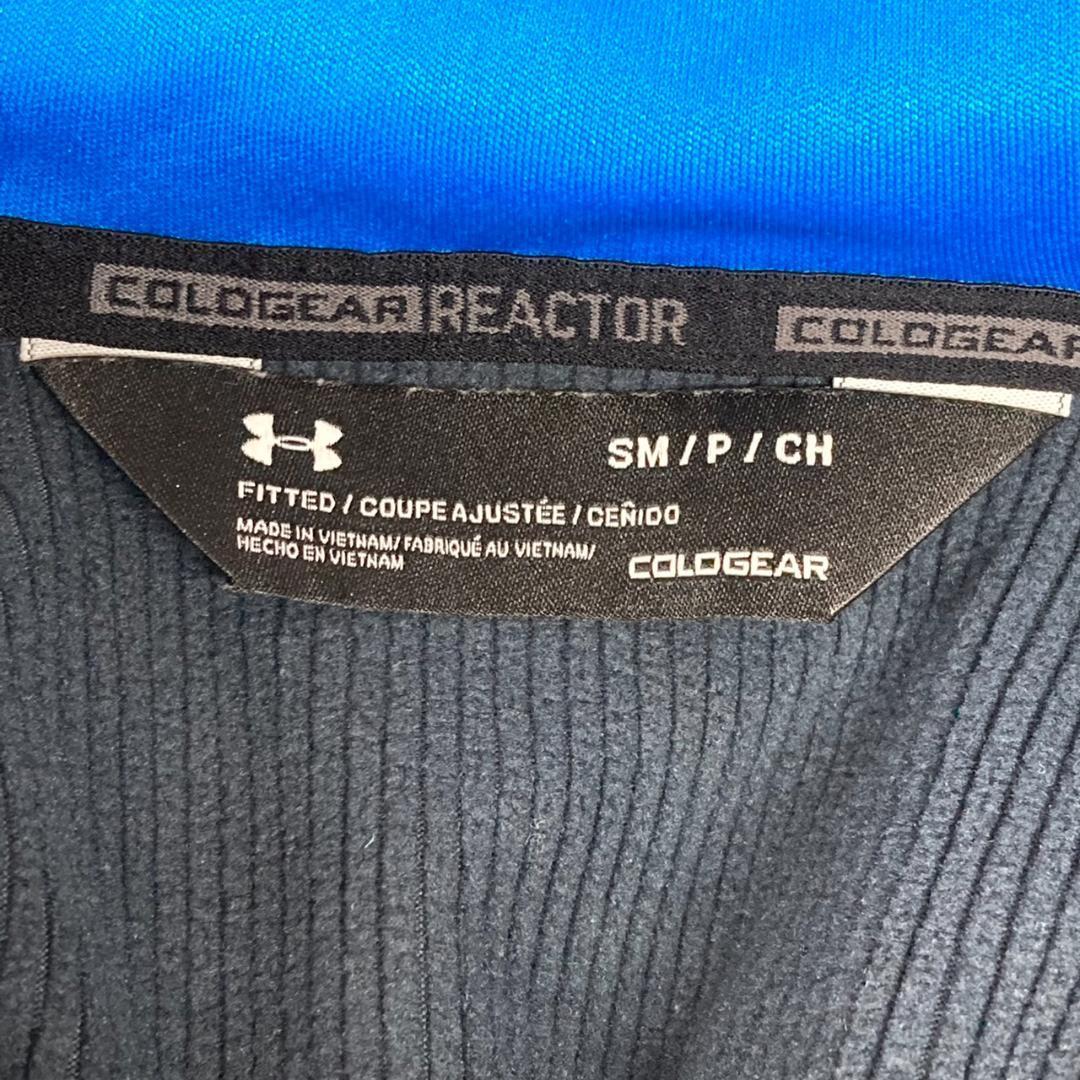 COLDGEAR REACTOR COLDGEAR
SM / P / CH
FITTED / COUPE AJUSTÉE / CEÑIDO
MADE IN VIETNAM/ FABRIQUÉ AU VIETNAM/
HECHO EN VIETNAM
COLDGEAR